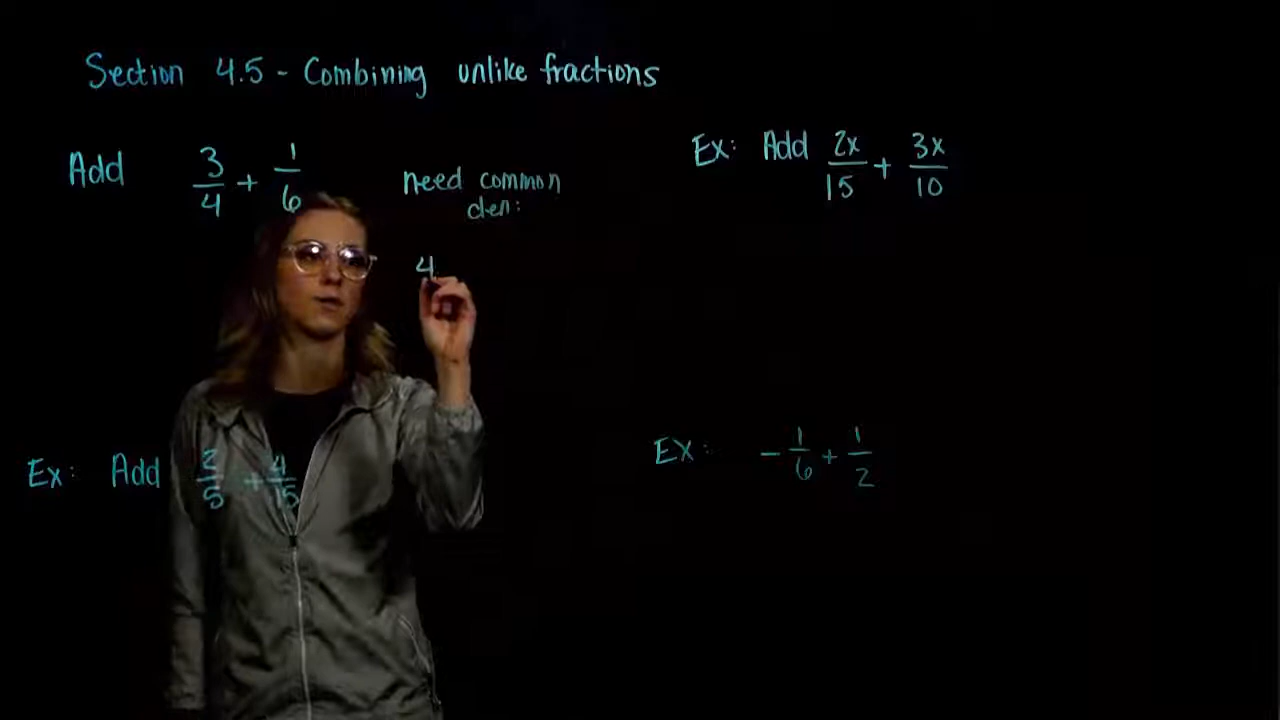 Section 4.5 - Combining unlike fractions
Add 3/4 + 1/6
need common
den:
4
Ex: Add 2/5 + 4/15
Ex: Add 2x/15 + 3x/10
Ex: - 1/6 + 1/2